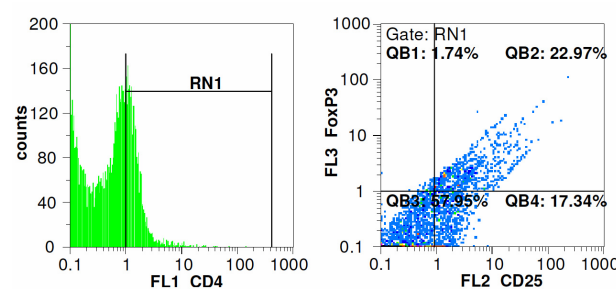 200
160
120
80
40
0
counts
RN1
0.1 1 10 100 1000
FL1 CD4
1000
100
10
1
0.1
FL3 FoxP3
Gate: RN1
QB1: 1.74% QB2: 22.97%
QB3: 57.95% QB4: 17.34%
0.1 1 10 100 1000
FL2 CD25